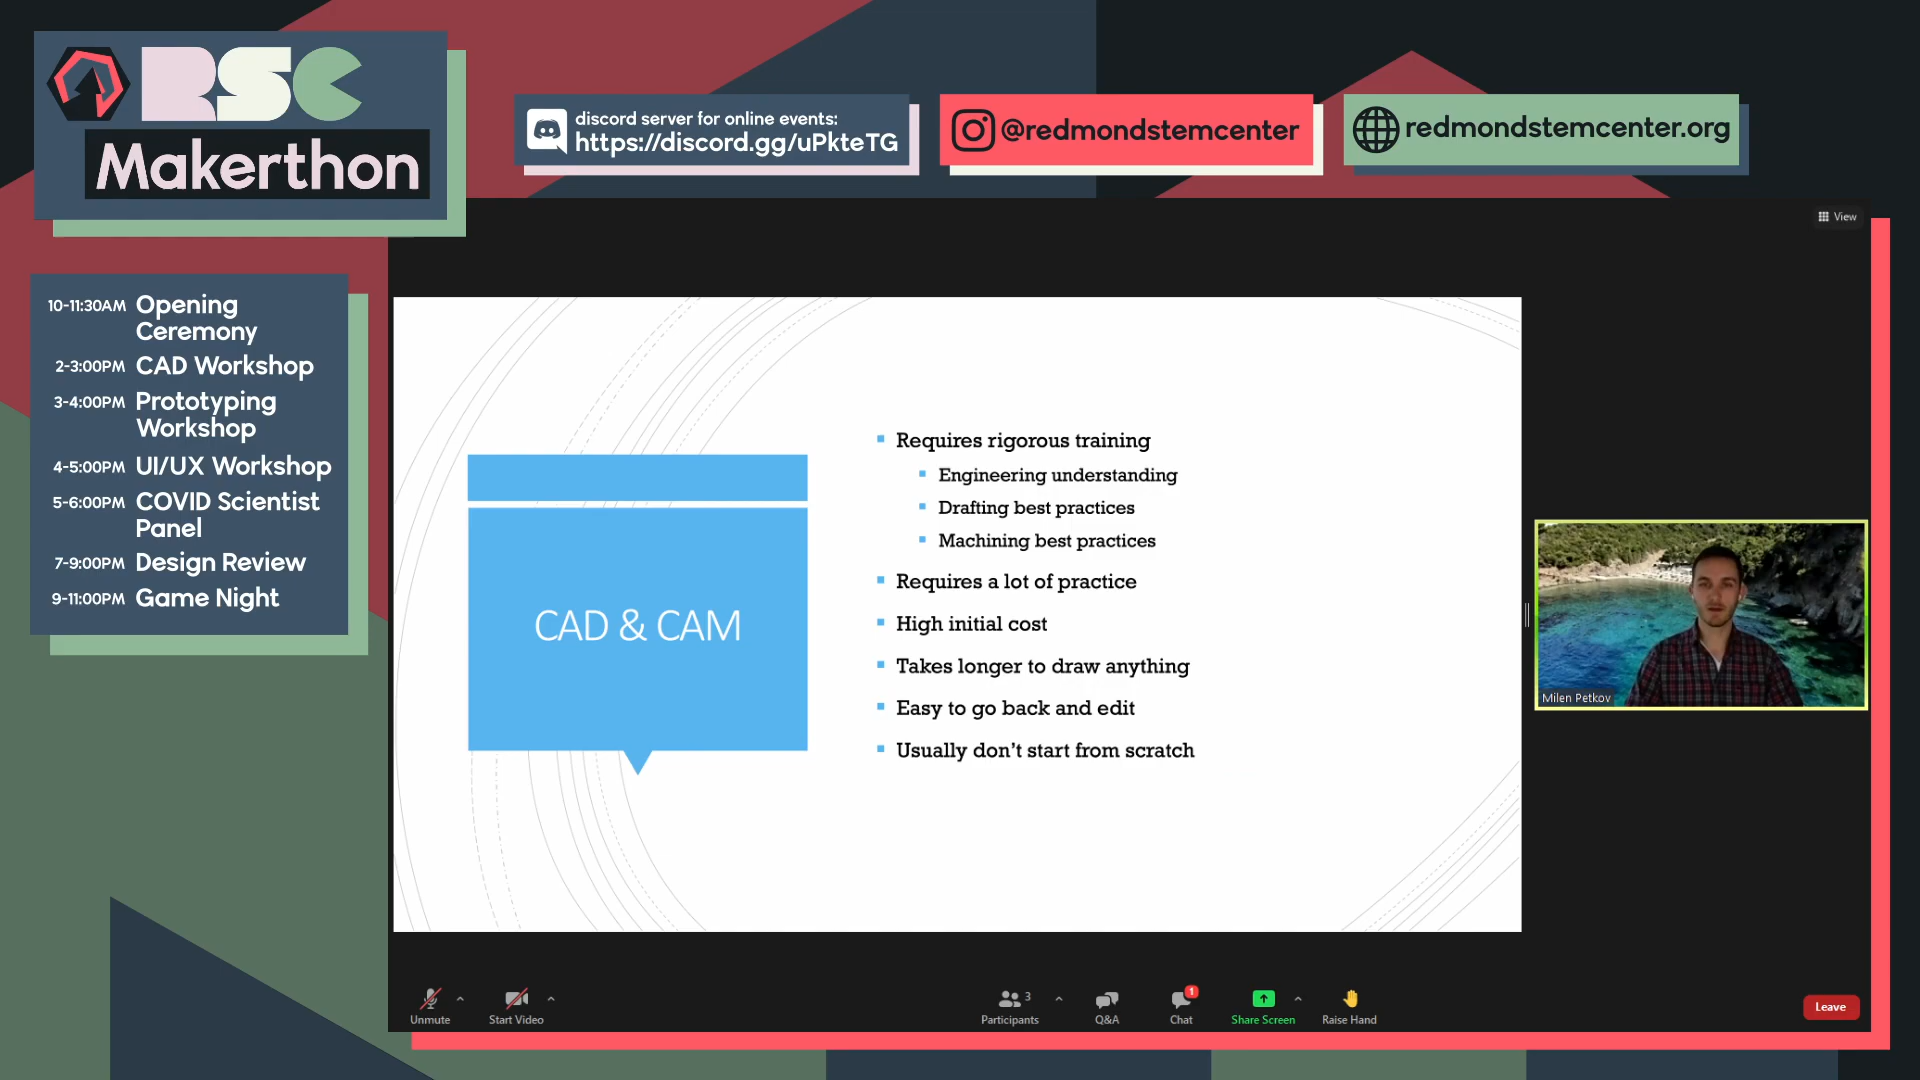 RSC
Makerthon
discord server for online events:
https://discord.gg/uPkteTG
@redmondstemcenter
redmondstemcenter.org
View
10-11:30AM Opening
Ceremony
2-3:00PM CAD Workshop
3-4:00PM Prototyping
Workshop
4-5:00PM UI/UX Workshop
5-6:00PM COVID Scientist
Panel
7-9:00PM Design Review
9-11:00PM Game Night
CAD & CAM
Requires rigorous training
Engineering understanding
Drafting best practices
Machining best practices
Requires a lot of practice
High initial cost
Takes longer to draw anything
Easy to go back and edit
Usually don't start from scratch
Milen Petkov
Unmute
Start Video
3
Participants
Q&A
1
Chat
Share Screen
Raise Hand
Leave